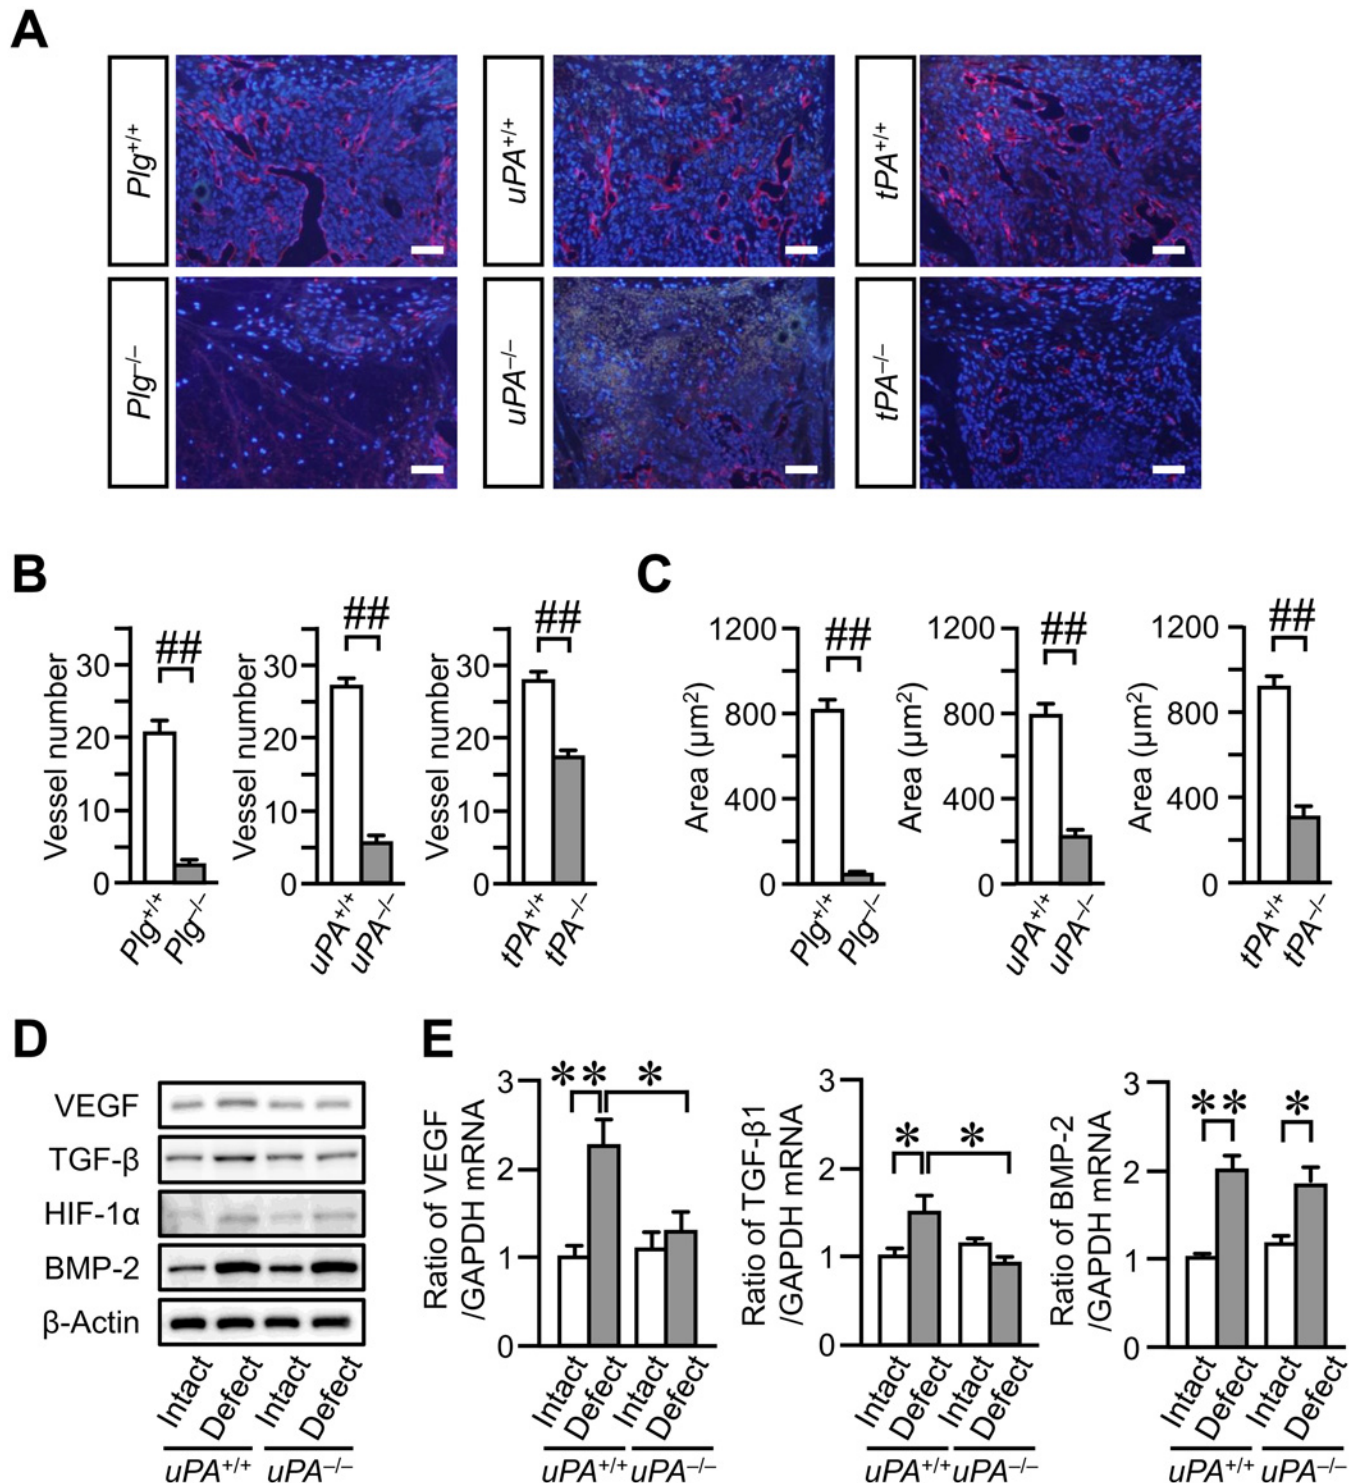 A
Plg+/+
uPA+/+
tPA+/+
Plg–/–
uPA–/–
tPA–/–
B
Vessel number
30
20
10
0
##
Plg+/+
Plg–/–
Vessel number
30
20
10
0
##
uPA+/+
uPA–/–
Vessel number
30
20
10
0
##
tPA+/+
tPA–/–
C
Area (µm²)
1200
800
400
0
##
Plg+/+
Plg–/–
Area (µm²)
1200
800
400
0
##
uPA+/+
uPA–/–
Area (µm²)
1200
800
400
0
##
tPA+/+
tPA–/–
D
VEGF
TGF-β
HIF-1α
BMP-2
β-Actin
Intact
Defect
Intact
Defect
uPA+/+
uPA–/–
E
Ratio of VEGF
/GAPDH mRNA
3
2
1
0
**
*
Intact
Defect
Intact
Defect
uPA+/+
uPA–/–
Ratio of TGF-β1
/GAPDH mRNA
3
2
1
0
*
*
Intact
Defect
Intact
Defect
uPA+/+
uPA–/–
Ratio of BMP-2
/GAPDH mRNA
3
2
1
0
**
*
Intact
Defect
Intact
Defect
uPA+/+
uPA–/–